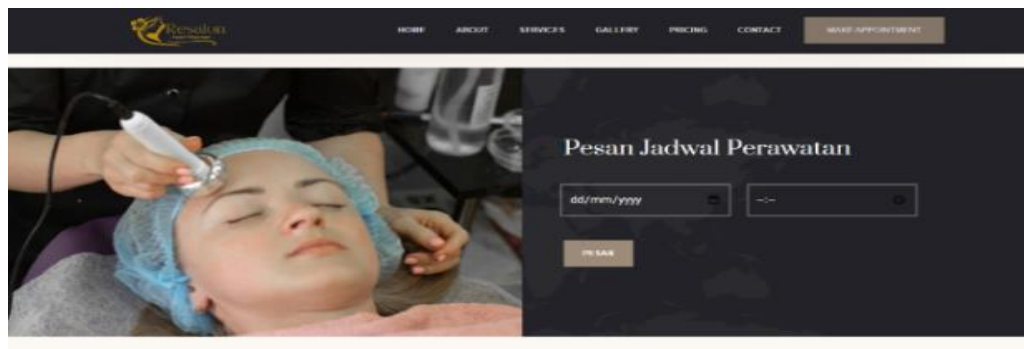 Resalon
HOME ABOUT SERVICES GALLERY PRICING CONTACT MAKE APPOINTMENT
Pesan Jadwal Perawatan
dd/mm/yyyy --:--
PESAN